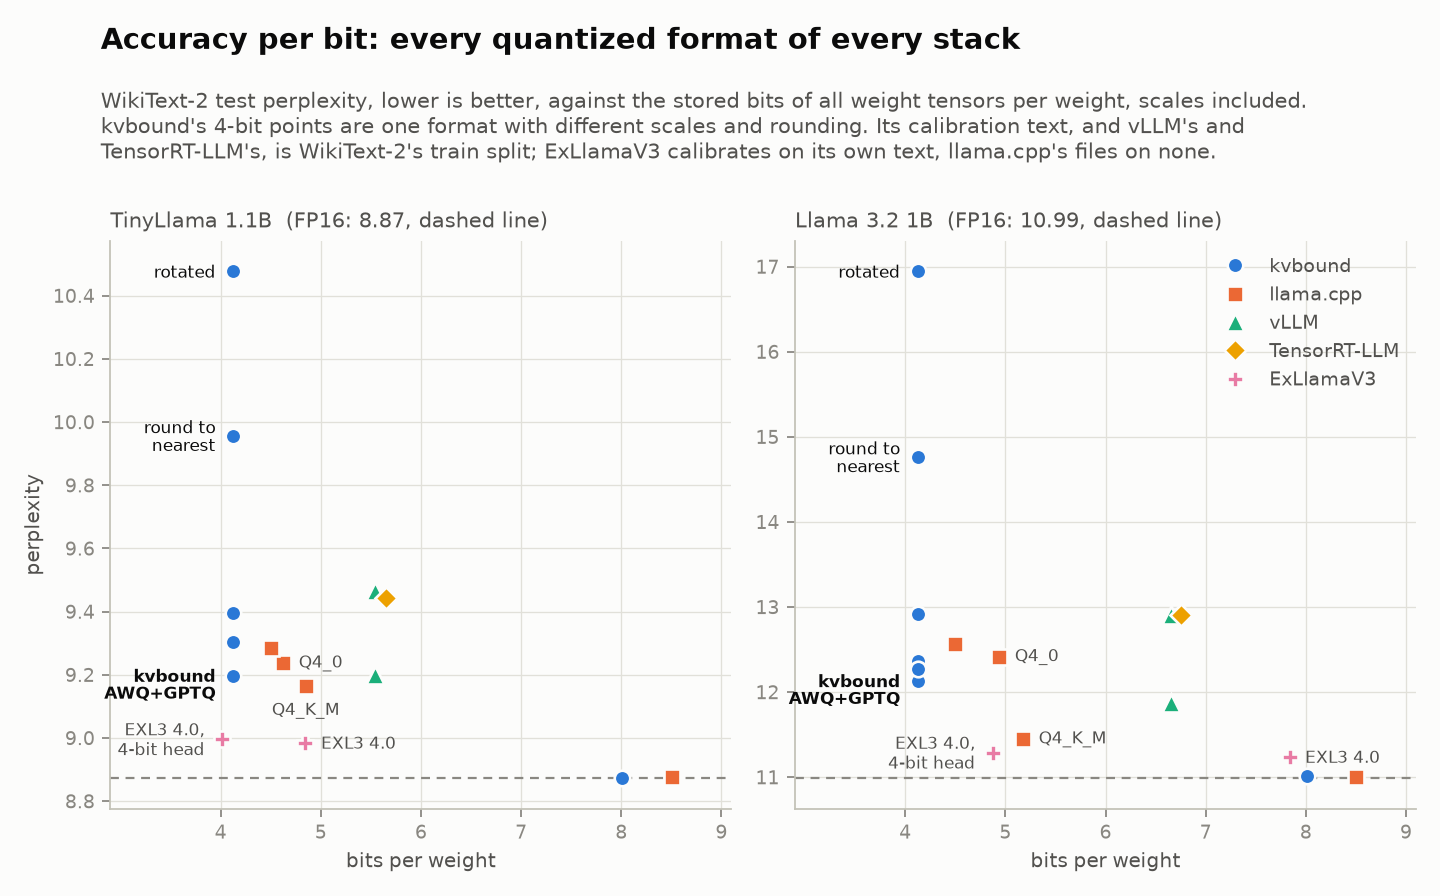 Accuracy per bit: every quantized format of every stack
WikiText-2 test perplexity, lower is better, against the stored bits of all weight tensors per weight, scales included.
kvbound's 4-bit points are one format with different scales and rounding. Its calibration text, and vLLM's and
TensorRT-LLM's, is WikiText-2's train split; ExLlamaV3 calibrates on its own text, llama.cpp's files on none.
TinyLlama 1.1B (FP16: 8.87, dashed line)
perplexity
10.4
10.2
10.0
9.8
9.6
9.4
9.2
9.0
8.8
rotated
round to
nearest
Q4_0
kvbound
AWQ+GPTQ
Q4_K_M
EXL3 4.0,
4-bit head
EXL3 4.0
4
5
6
7
8
9
bits per weight
Llama 3.2 1B (FP16: 10.99, dashed line)
17
16
15
14
13
12
11
rotated
kvbound
llama.cpp
vLLM
TensorRT-LLM
ExLlamaV3
round to
nearest
Q4_0
kvbound
AWQ+GPTQ
Q4_K_M
EXL3 4.0,
4-bit head
EXL3 4.0
4
5
6
7
8
9
bits per weight